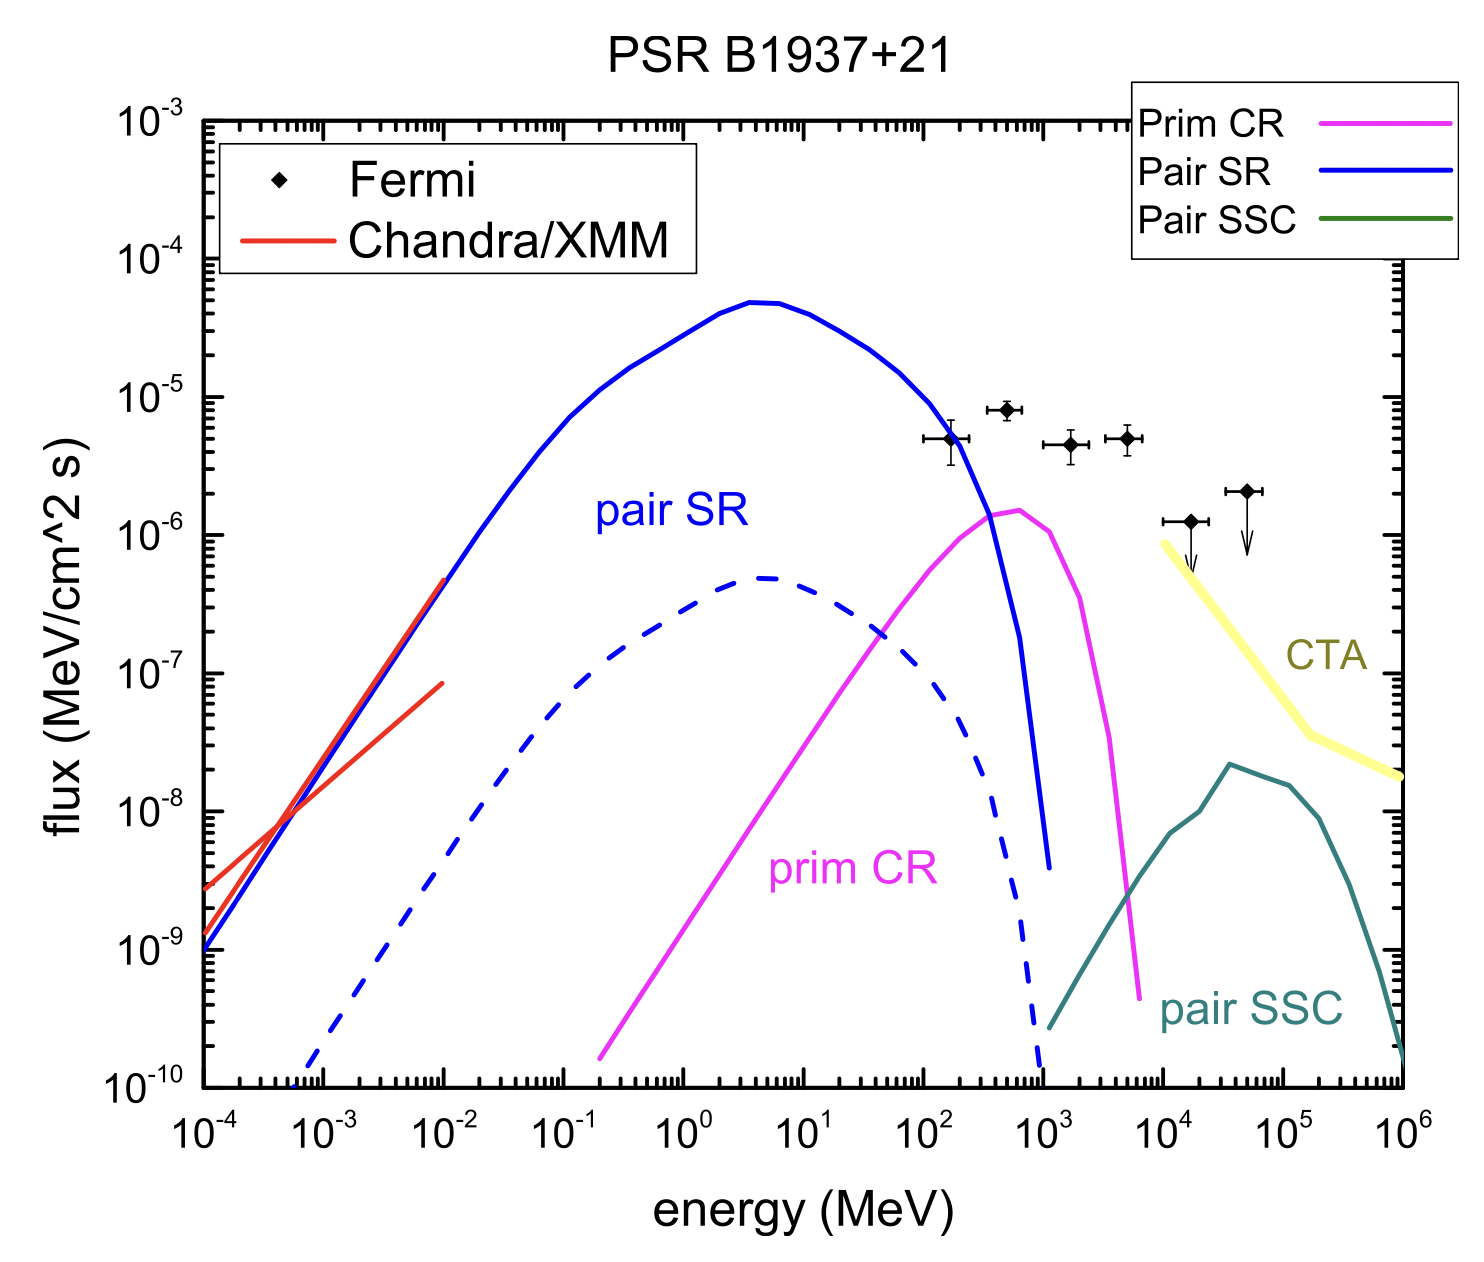 PSR B1937+21
Fermi
Chandra/XMM
Prim CR
Pair SR
Pair SSC
10^-3
10^-4
10^-5
10^-6
10^-7
10^-8
10^-9
10^-10
flux (MeV/cm^2 s)
pair SR
CTA
prim CR
pair SSC
10^-4 10^-3 10^-2 10^-1 10^0 10^1 10^2 10^3 10^4 10^5 10^6
energy (MeV)